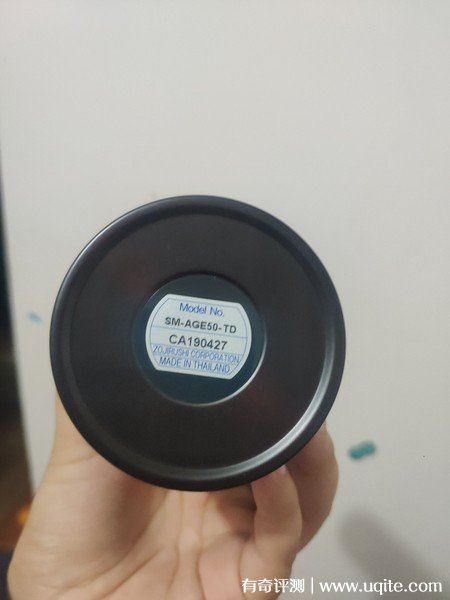 Model No.
SM-AGE50-TD
CA190427
ZOJIRUSHI CORPORATION
MADE IN THAILAND
有奇评测 | www.uqite.com